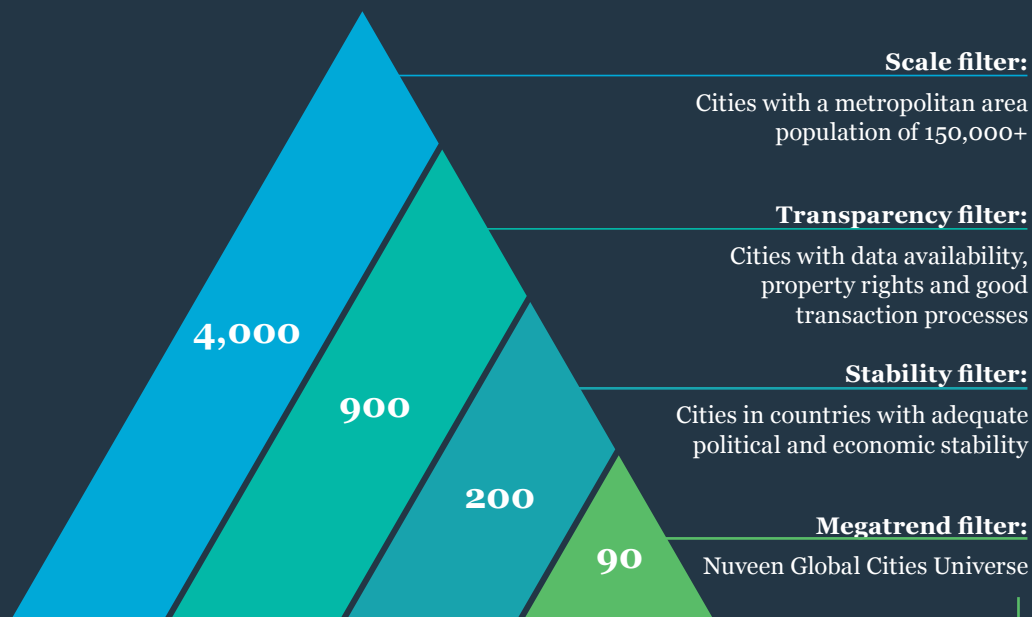 Scale filter:
Cities with a metropolitan area
population of 150,000+
Transparency filter:
Cities with data availability,
property rights and good
transaction processes
4,000
Stability filter:
900
Cities in countries with adequate
political and economic stability
200
Megatrend filter:
90
Nuveen Global Cities Universe